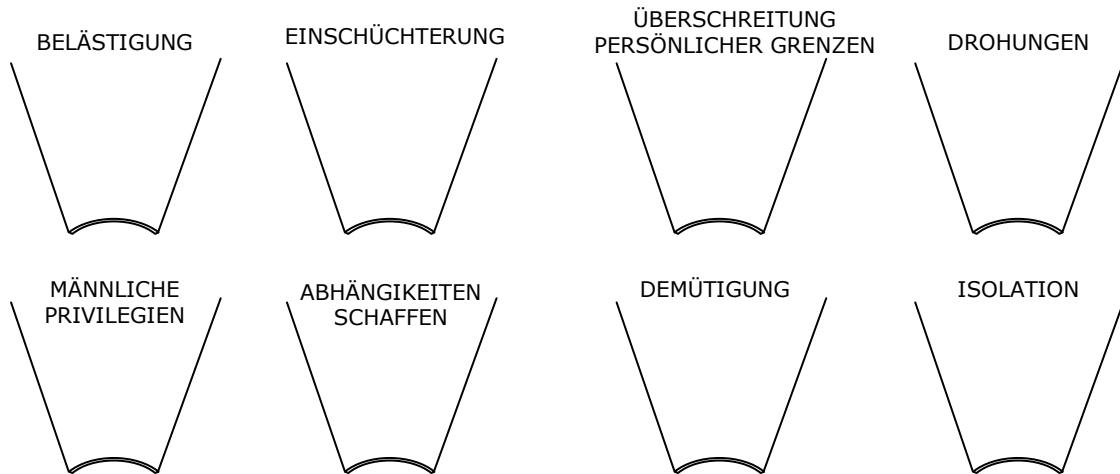 BELÄSTIGUNG
EINSCHÜCHTERUNG
ÜBERSCHREITUNG
PERSÖNLICHER GRENZEN
DROHUNGEN
MÄNNLICHE
PRIVILEGIEN
ABHÄNGIKEITEN
SCHAFFEN
DEMÜTIGUNG
ISOLATION